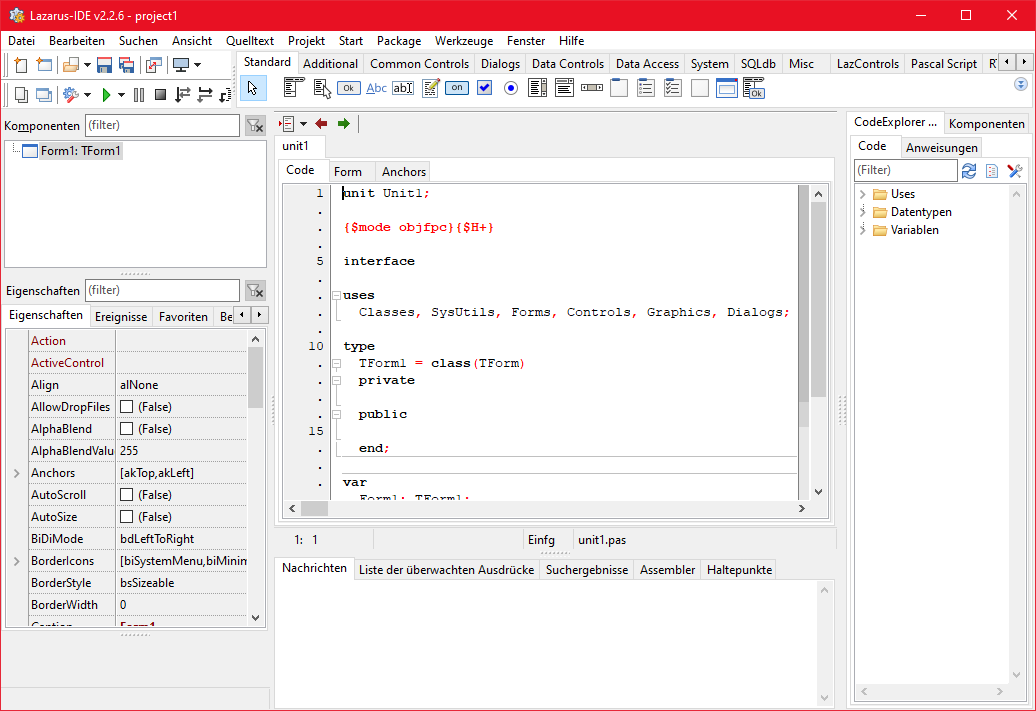 Lazarus-IDE v2.2.6 - project1
Datei Bearbeiten Suchen Ansicht Quelltext Projekt Start Package Werkzeuge Fenster Hilfe
Standard Additional Common Controls Dialogs Data Controls Data Access System SQLdb Misc LazControls Pascal Script
Ok Abc abI on Ok
Komponenten (filter)
Form1: TForm1
Eigenschaften (filter)
Eigenschaften Ereignisse Favoriten Be
Action
ActiveControl
Align alNone
AllowDropFiles (False)
AlphaBlend (False)
AlphaBlendValu 255
Anchors [akTop,akLeft]
AutoScroll (False)
AutoSize (False)
BiDiMode bdLeftToRight
BorderIcons [biSystemMenu,biMinim
BorderStyle bsSizeable
BorderWidth 0
Caption Form1
unit1
Code Form Anchors
1 unit Unit1;
.
. {$mode objfpc}{$H+}
.
5 interface
.
. uses
. Classes, SysUtils, Forms, Controls, Graphics, Dialogs;
.
10 type
. TForm1 = class(TForm)
. private
.
. public
15
. end;
.
. var
Form1: TForm1;
1: 1 Einfg unit1.pas
Nachrichten Liste der überwachten Ausdrücke Suchergebnisse Assembler Haltepunkte
CodeExplorer ... Komponenten
Code Anweisungen
(Filter)
Uses
Datentypen
Variablen